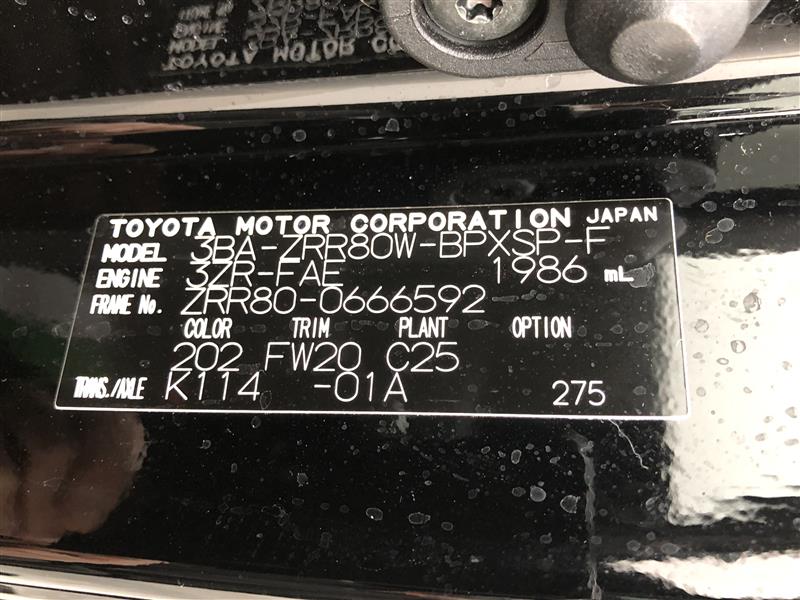 TOYOTA MOTOR CORPORATION JAPAN
MODEL 3BA-ZRR80W-BPXSP-F
ENGINE 3ZR-FAE 1986 mL
FRAME No. ZRR80-0666592
COLOR TRIM PLANT OPTION
202 FW20 C25
TRANS./AXLE K114 -01A 275